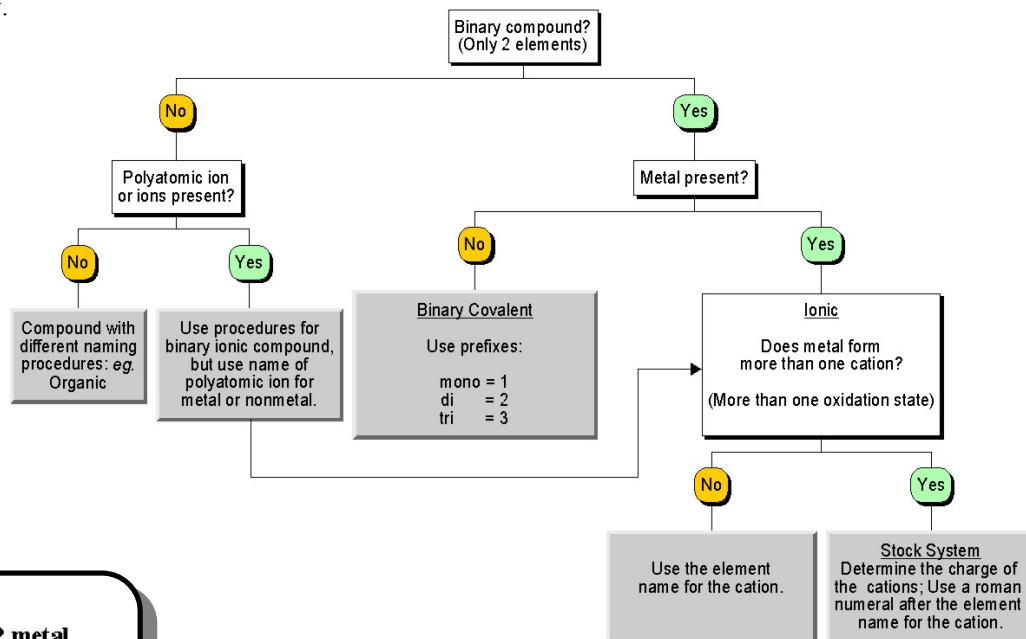 Binary compound?
(Only 2 elements)
No
Yes
Polyatomic ion
or ions present?
Metal present?
No
Yes
No
Yes
Compound with
different naming
procedures: eg.
Organic
Use procedures for
binary ionic compound,
but use name of
polyatomic ion for
metal or nonmetal.
Binary Covalent
Use prefixes:
mono = 1
di = 2
tri = 3
Ionic
Does metal form
more than one cation?
(More than one oxidation state)
No
Yes
Use the element
name for the cation.
Stock System
Determine the charge of
the cations; Use a roman
numeral after the element
name for the cation.
metal